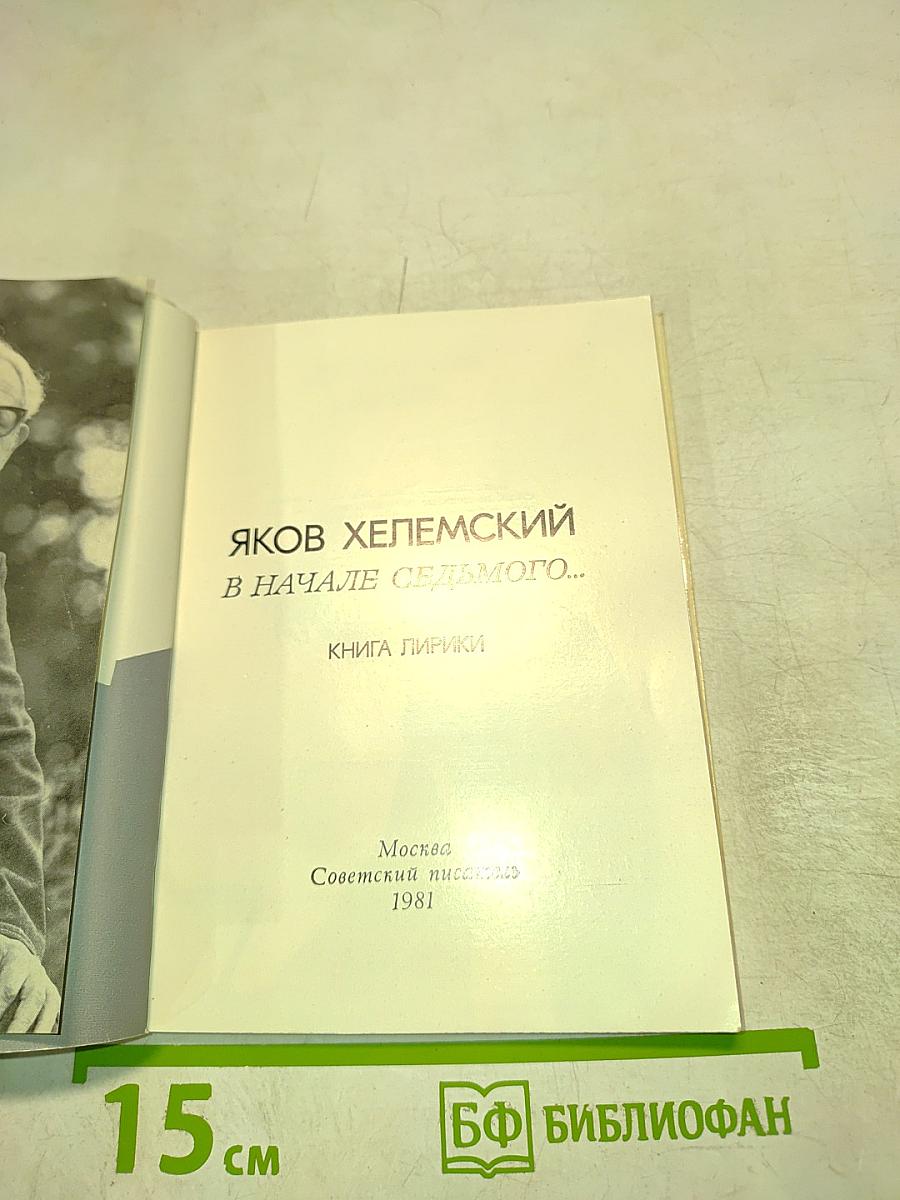 ЯКОВ ХЕЛЕМСКИЙ
В НАЧАЛЕ СЕДЬМОГО...
КНИГА ЛИРИКИ
Москва
Советский писатель
1981
15 см
БФ БИБЛИОФАН